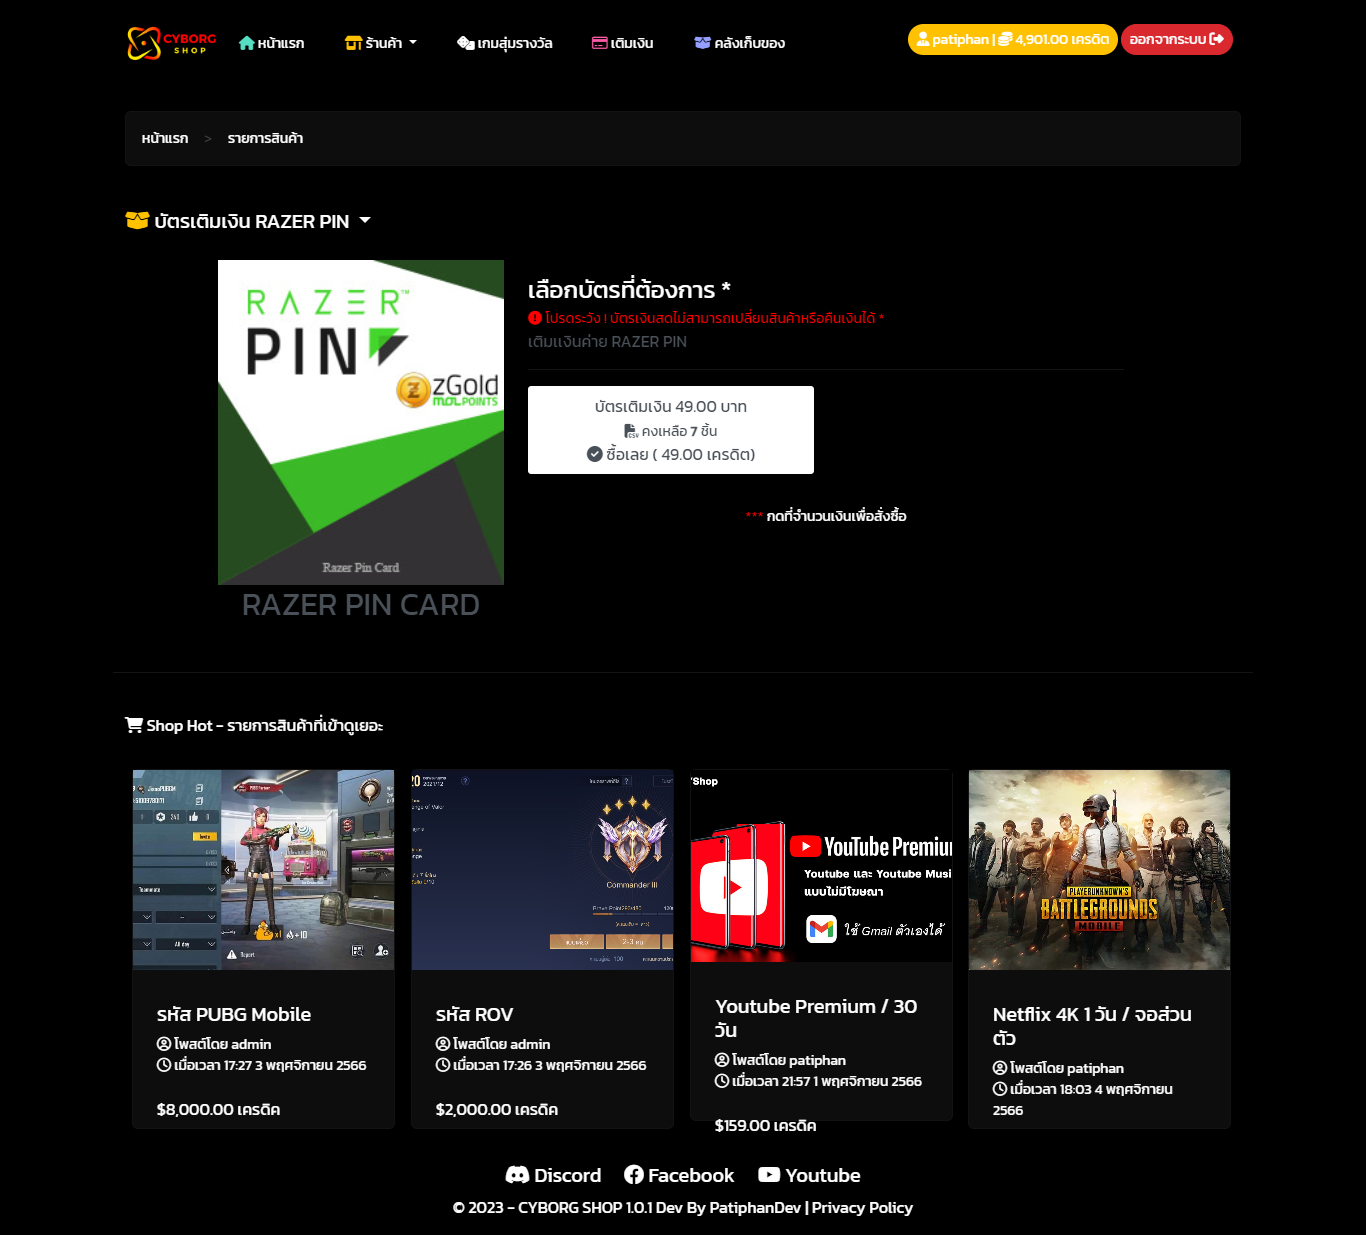 CYBORG
SHOP
หน้าแรก
ร้านค้า
เกมสุ่มรางวัล
เติมเงิน
คลังเก็บของ
patiphan | 4,901.00 เครดิต
ออกจากระบบ
หน้าแรก > รายการสินค้า
บัตรเติมเงิน RAZER PIN
RAZER™
PIN
zGold
MOLPOINTS
Razer Pin Card
RAZER PIN CARD
เลือกบัตรที่ต้องการ *
โปรดระวัง ! บัตรเงินสดไม่สามารถเปลี่ยนสินค้าหรือคืนเงินได้ *
เติมแงินค่าย RAZER PIN
บัตรเติมเงิน 49.00 บาท
คงเหลือ 7 ชิ้น
ซื้อเลย ( 49.00 เครดิต)
*** กดที่จำนวนเงินเพื่อสั่งซื้อ
Shop Hot - รายการสินค้าที่เข้าดูเยอะ
Teammate
All day
Report
รหัส PUBG Mobile
โพสต์โดย admin
เมื่อเวลา 17:27 3 พฤศจิกายน 2566
$8,000.00 เครดิต
2021/12
Commander III
รหัส ROV
โพสต์โดย admin
เมื่อเวลา 17:26 3 พฤศจิกายน 2566
$2,000.00 เครดิต
Shop
YouTube Premium
Youtube และ Youtube Musi
แบบไม่มีโฆษณา
ใช้ Gmail ตัวเองได้
Youtube Premium / 30
วัน
โพสต์โดย patiphan
เมื่อเวลา 21:57 1 พฤศจิกายน 2566
$159.00 เครดิต
PLAYERUNKNOWN'S
BATTLEGROUNDS
MOBILE
Netflix 4K 1 วัน / จอส่วน
ตัว
โพสต์โดย patiphan
เมื่อเวลา 18:03 4 พฤศจิกายน
2566
Discord Facebook Youtube
© 2023 - CYBORG SHOP 1.0.1 Dev By PatiphanDev | Privacy Policy